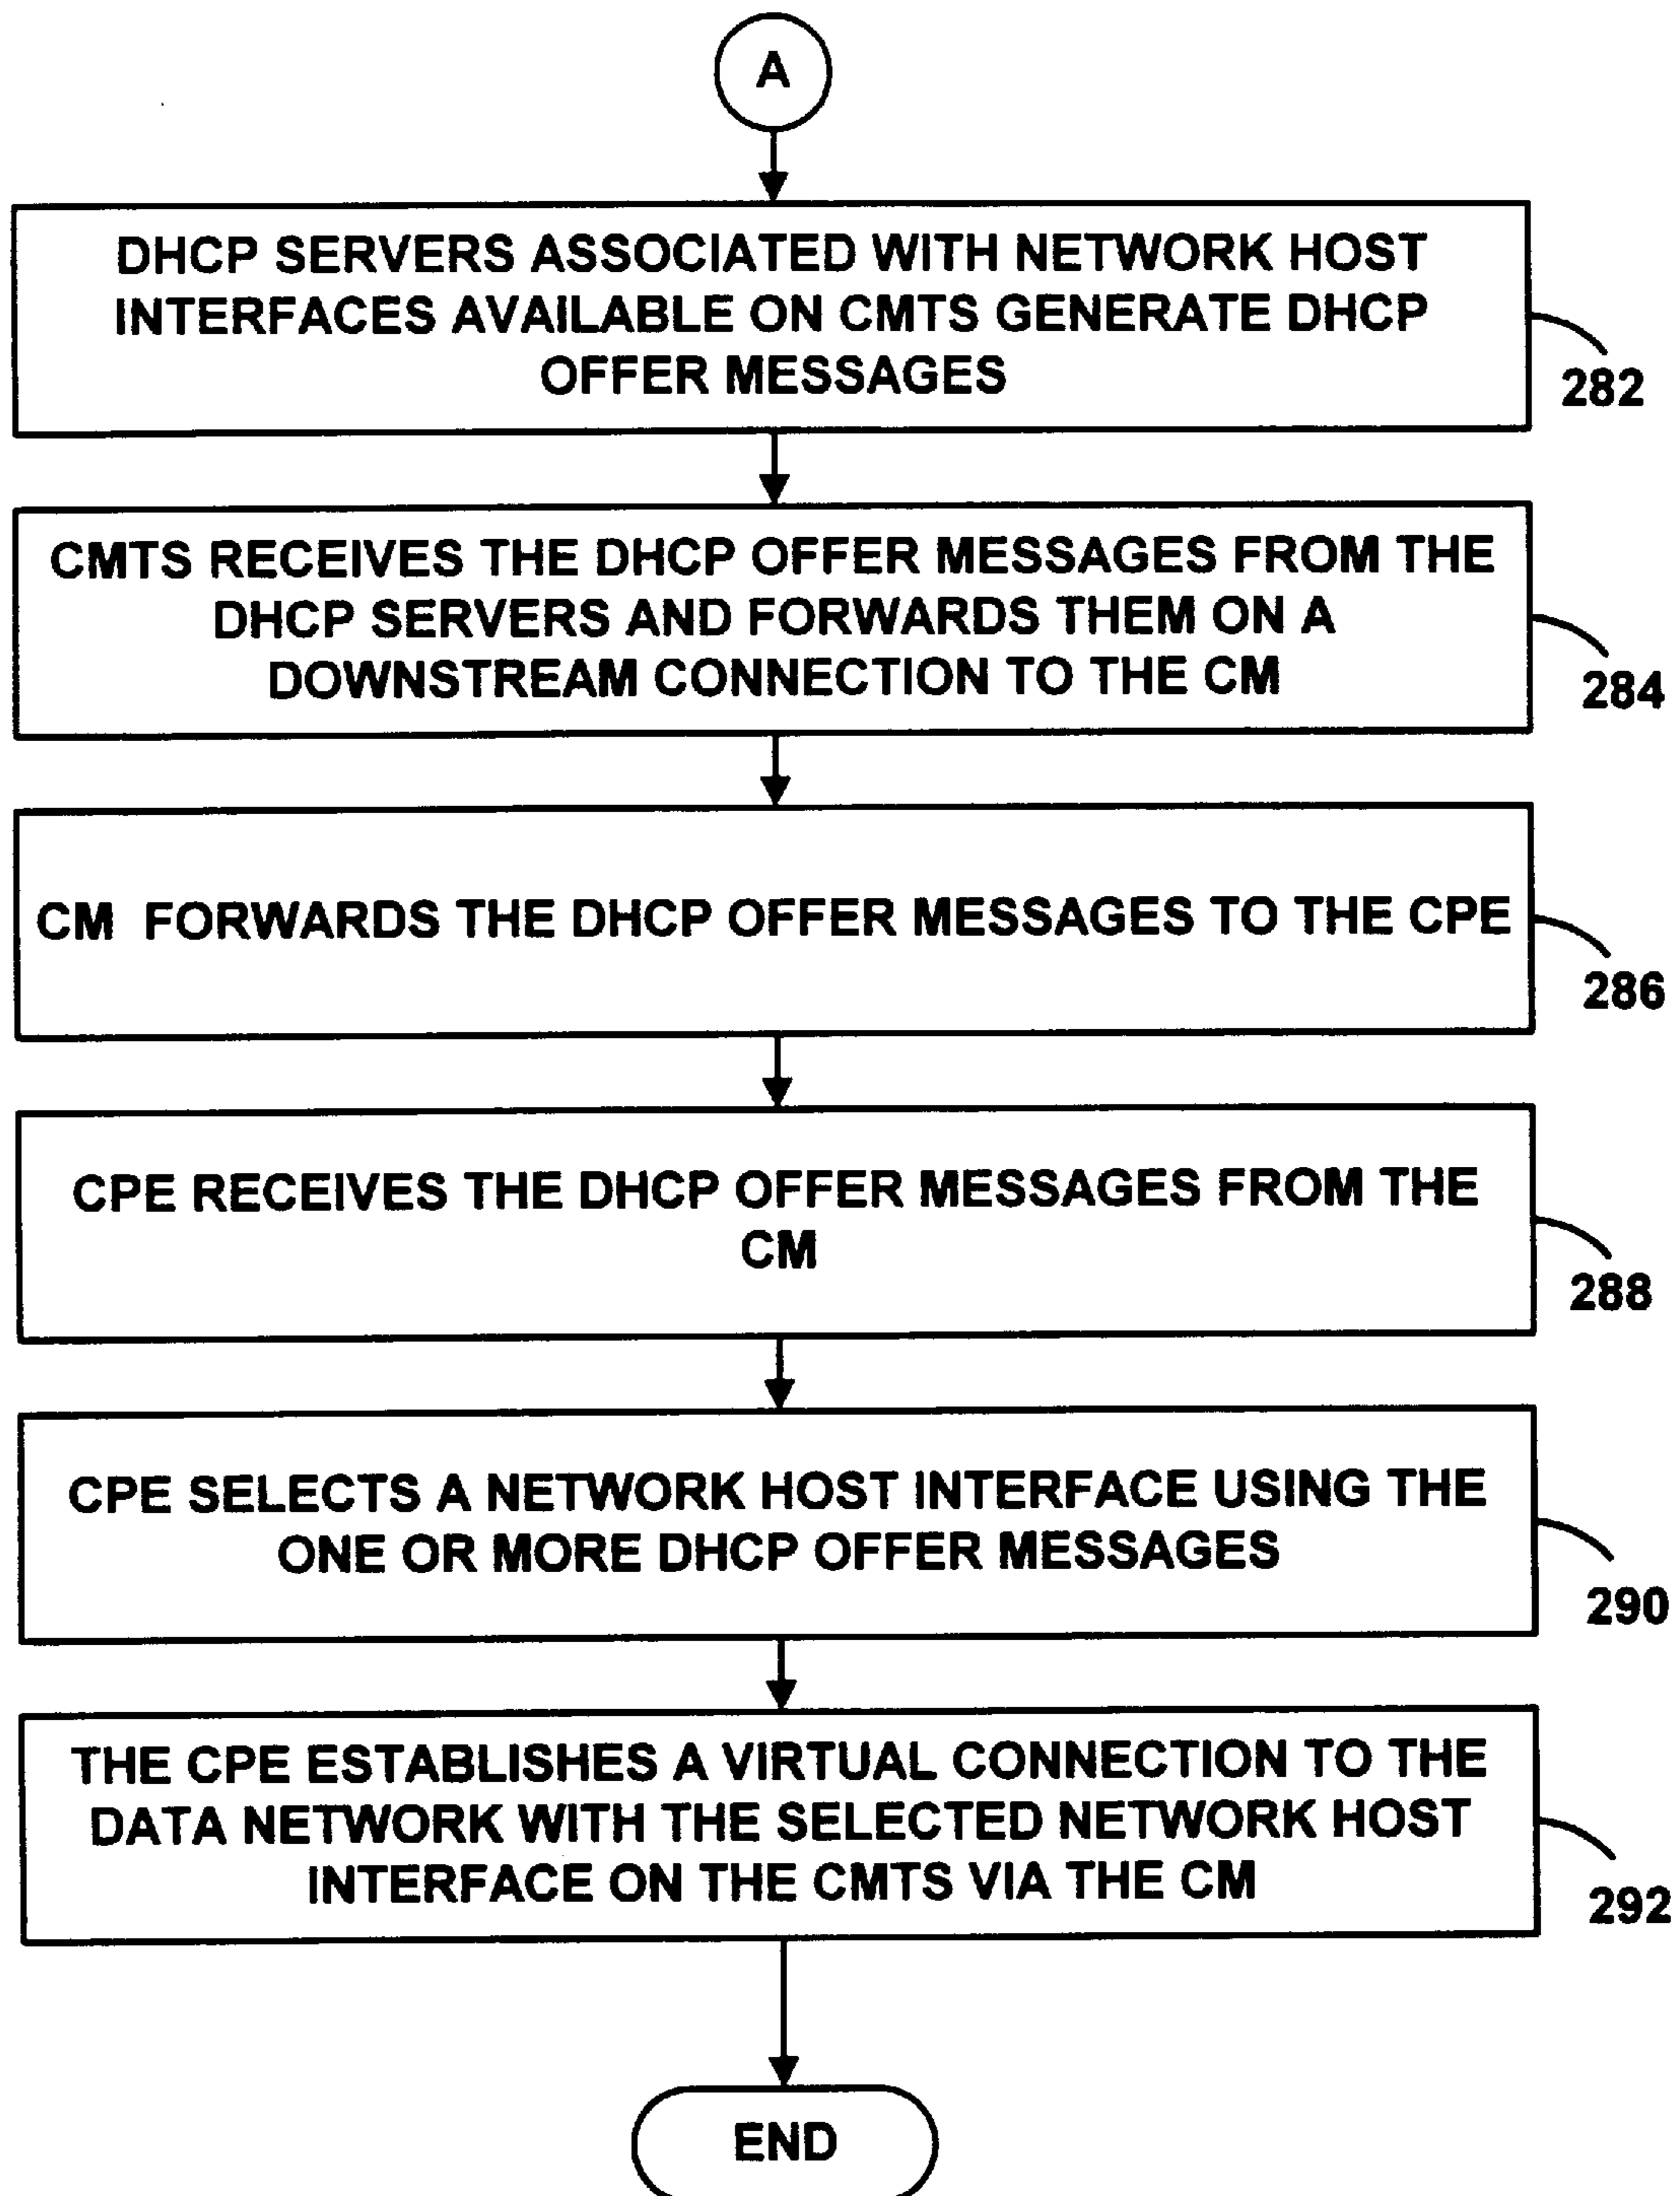 A
DHCP SERVERS ASSOCIATED WITH NETWORK HOST
INTERFACES AVAILABLE ON CMTS GENERATE DHCP
OFFER MESSAGES
282
CMTS RECEIVES THE DHCP OFFER MESSAGES FROM THE
DHCP SERVERS AND FORWARDS THEM ON A
DOWNSTREAM CONNECTION TO THE CM
284
CM FORWARDS THE DHCP OFFER MESSAGES TO THE CPE
286
CPE RECEIVES THE DHCP OFFER MESSAGES FROM THE
CM
288
CPE SELECTS A NETWORK HOST INTERFACE USING THE
ONE OR MORE DHCP OFFER MESSAGES
290
THE CPE ESTABLISHES A VIRTUAL CONNECTION TO THE
DATA NETWORK WITH THE SELECTED NETWORK HOST
INTERFACE ON THE CMTS VIA THE CM
292
END